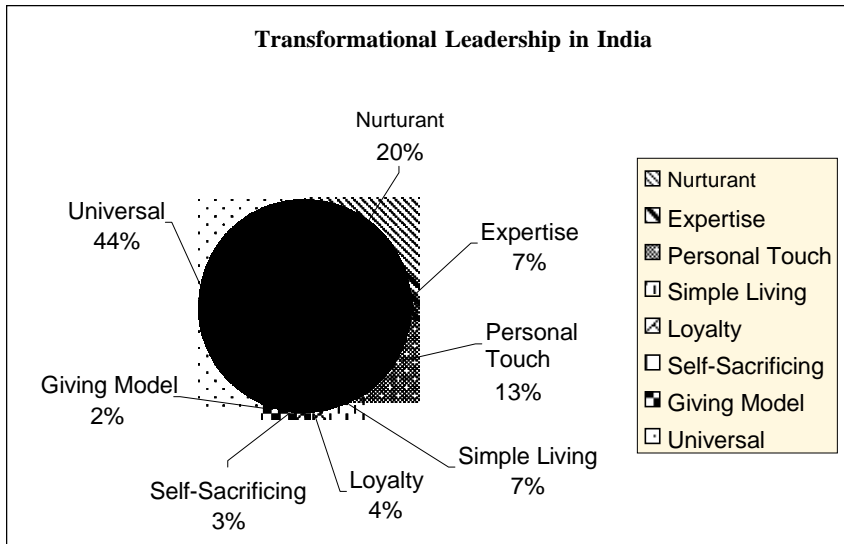 Transformational Leadership in India
Nurturant
20%
Universal
44%
Expertise
7%
Personal
Touch
13%
Giving Model
2%
Simple Living
7%
Self-Sacrificing
3%
Loyalty
4%
Nurturant
Expertise
Personal Touch
Simple Living
Loyalty
Self-Sacrificing
Giving Model
Universal